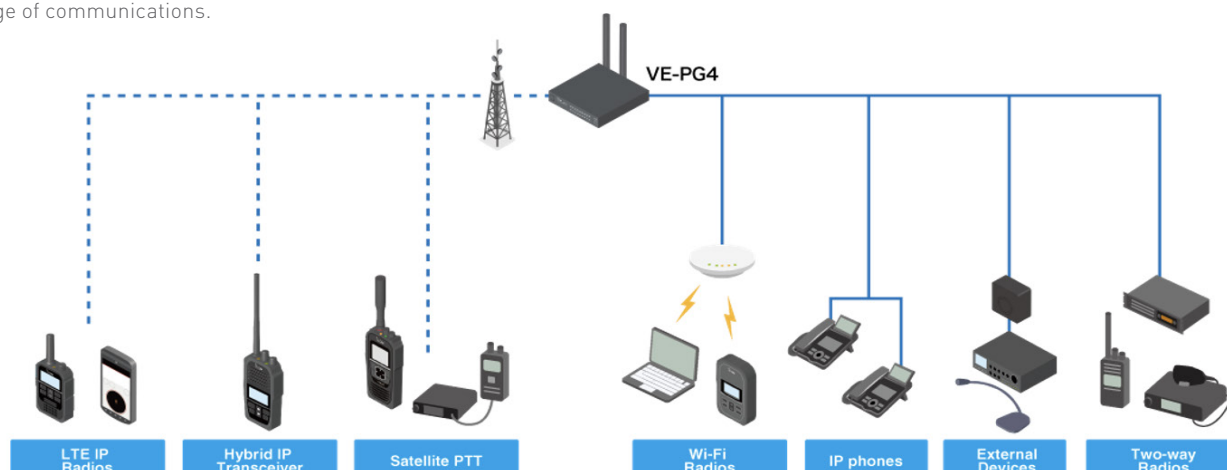 ge of communications.
VE-PG4
LTE IP
Radios
Hybrid IP
Transceiver
Satellite PTT
Wi-Fi
Radios
IP phones
External
Devices
Two-way
Radios